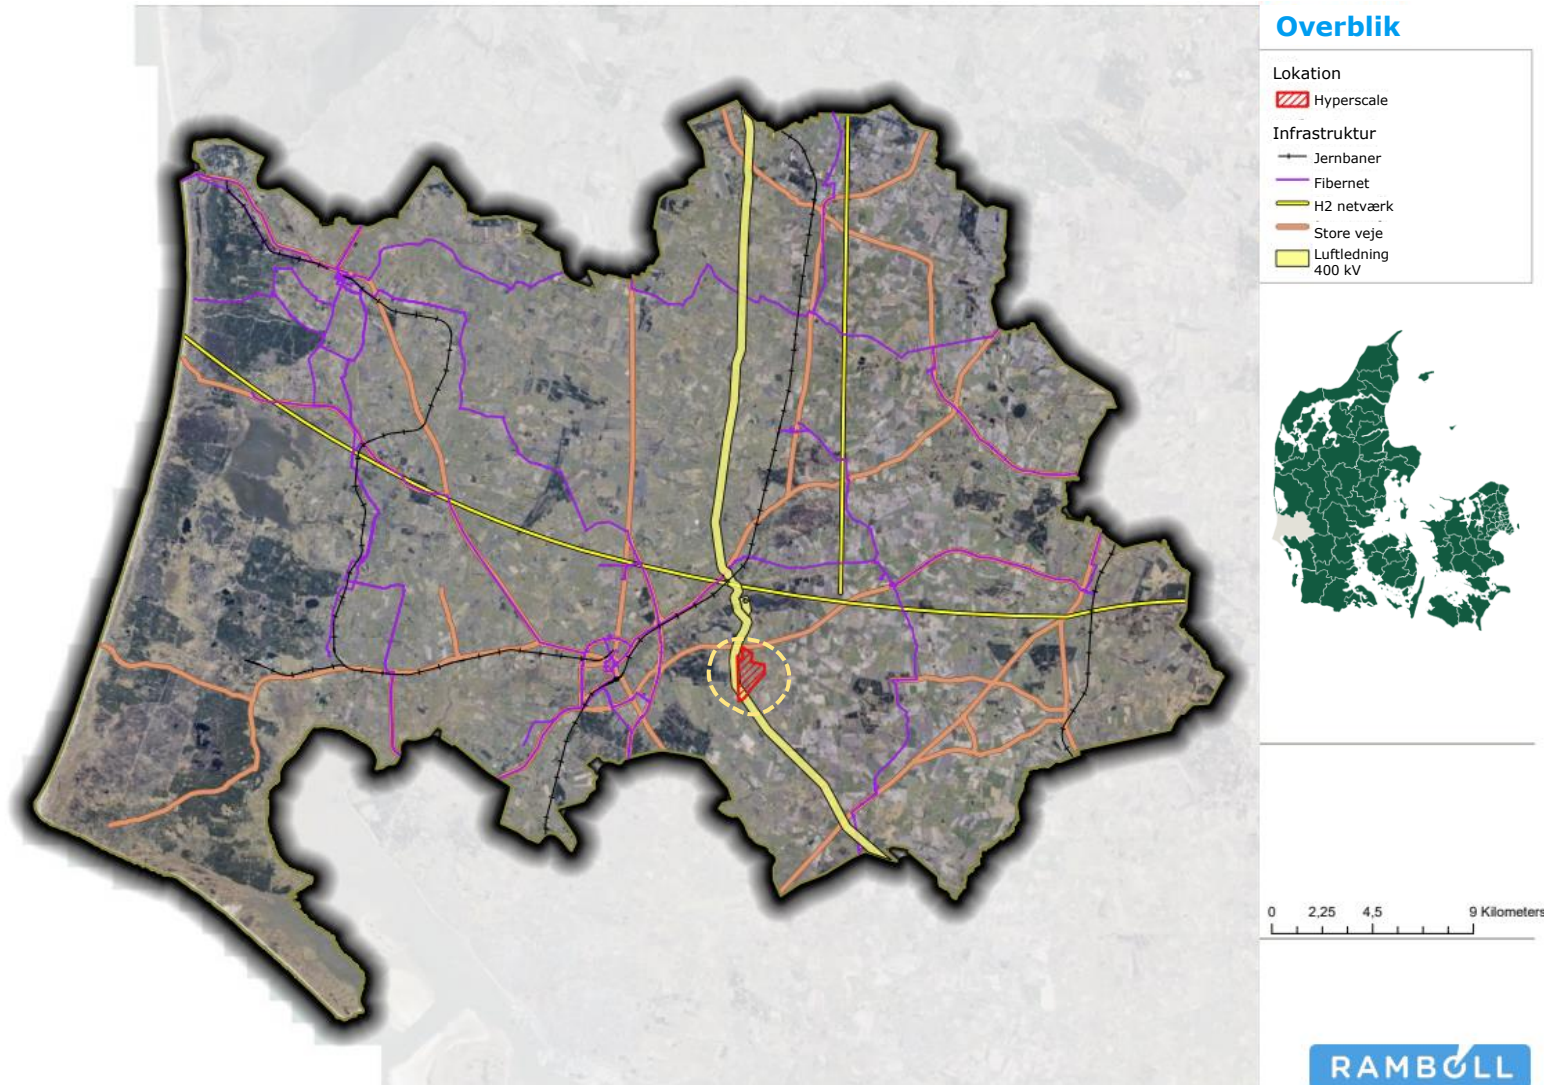 Overblik
Lokation
Hyperscale
Infrastruktur
Jernbaner
Fibernet
H2 netværk
Store veje
Luftledning
400 kV
0 2,25 4,5 9 Kilometers
RAMBOLL